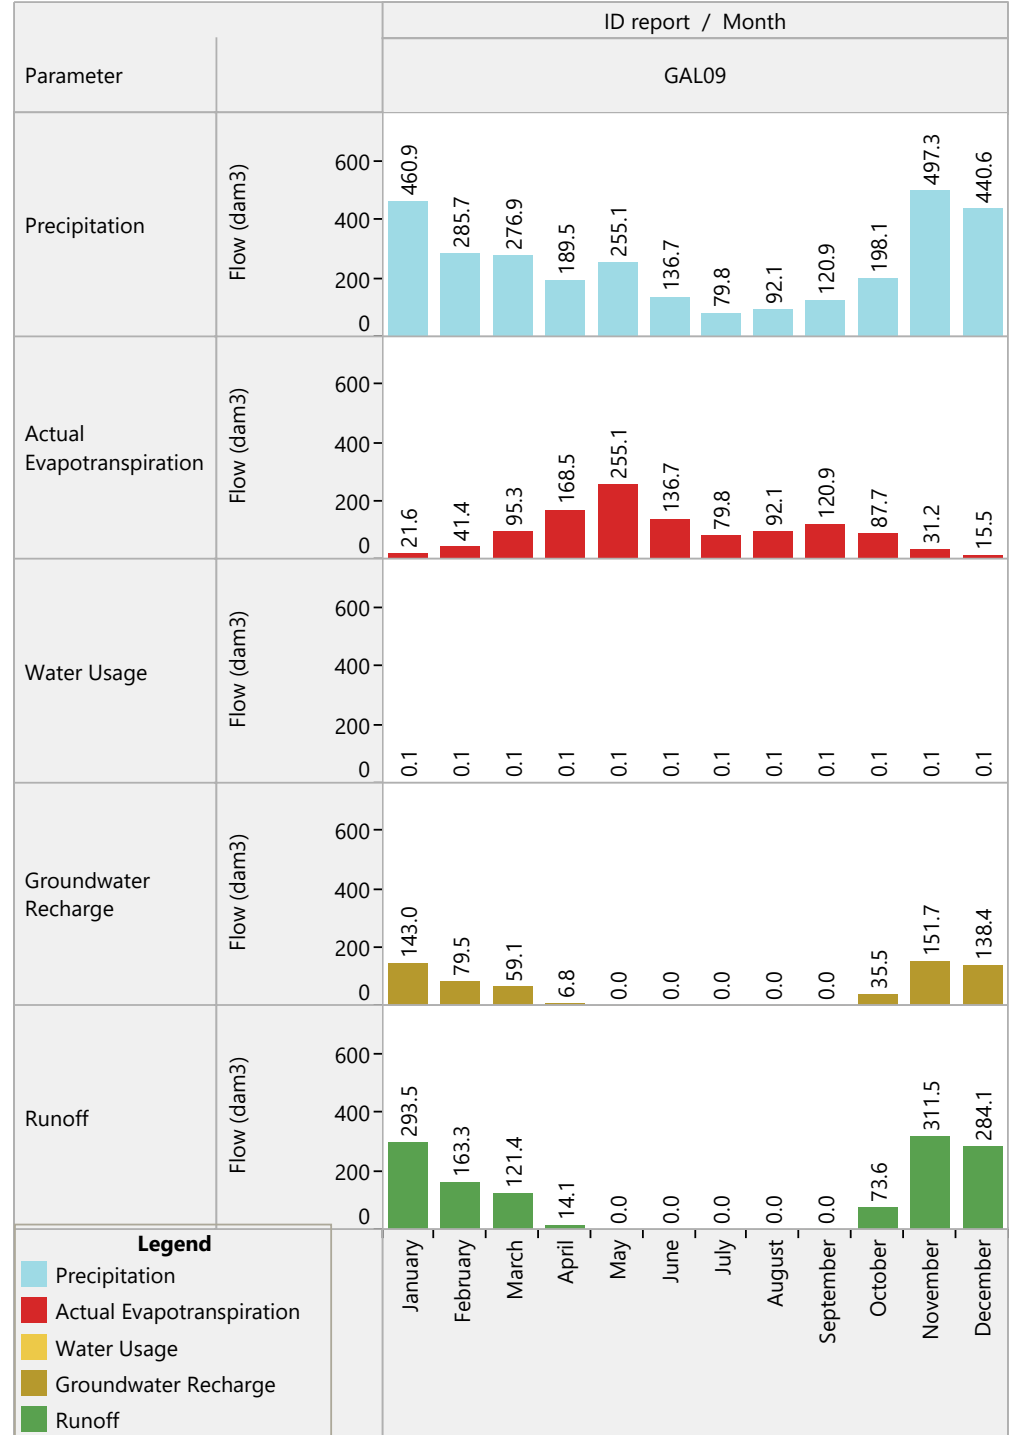 ID report / Month
Parameter
GAL09
Precipitation
Flow (dam3)
600
400
200
0
460.9
285.7
276.9
189.5
255.1
136.7
79.8
92.1
120.9
198.1
497.3
440.6
Actual
Evapotranspiration
Flow (dam3)
600
400
200
0
21.6
41.4
95.3
168.5
255.1
136.7
79.8
92.1
120.9
87.7
31.2
15.5
Water Usage
Flow (dam3)
600
400
200
0
0.1
0.1
0.1
0.1
0.1
0.1
0.1
0.1
0.1
0.1
0.1
0.1
Groundwater
Recharge
Flow (dam3)
600
400
200
0
143.0
79.5
59.1
6.8
0.0
0.0
0.0
0.0
0.0
35.5
151.7
138.4
Runoff
Flow (dam3)
600
400
200
0
293.5
163.3
121.4
14.1
0.0
0.0
0.0
0.0
0.0
73.6
311.5
284.1
January
February
March
April
May
June
July
August
September
October
November
December
Legend
Precipitation
Actual Evapotranspiration
Water Usage
Groundwater Recharge
Runoff